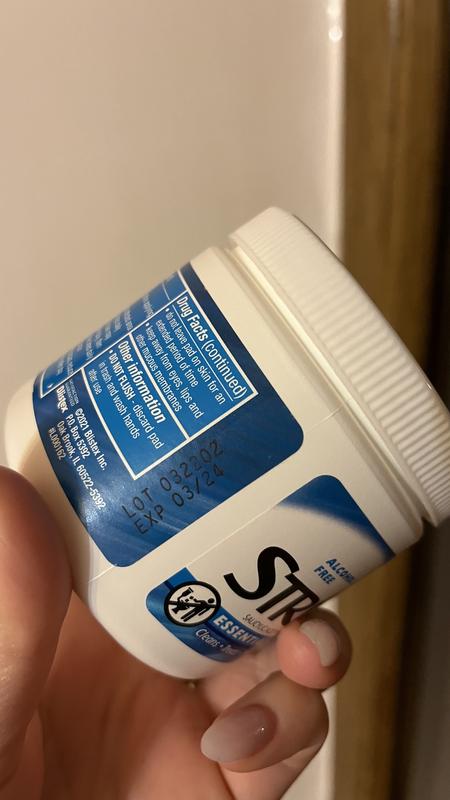 Drug Facts (continued)
• do not leave pad on skin for an
extended period of time
• keep away from eyes, lips and
other mucous membranes
Other information
• DO NOT FLUSH - discard pad
in trash and wash hands
after use
Blistex
©2021 Blistex Inc.
P.O. Box 5392
Oak Brook, IL 60522-5392
LOT 032202
EXP 03/24
ALCOHOL
FREE
STR
ESSENTI
Cleans •